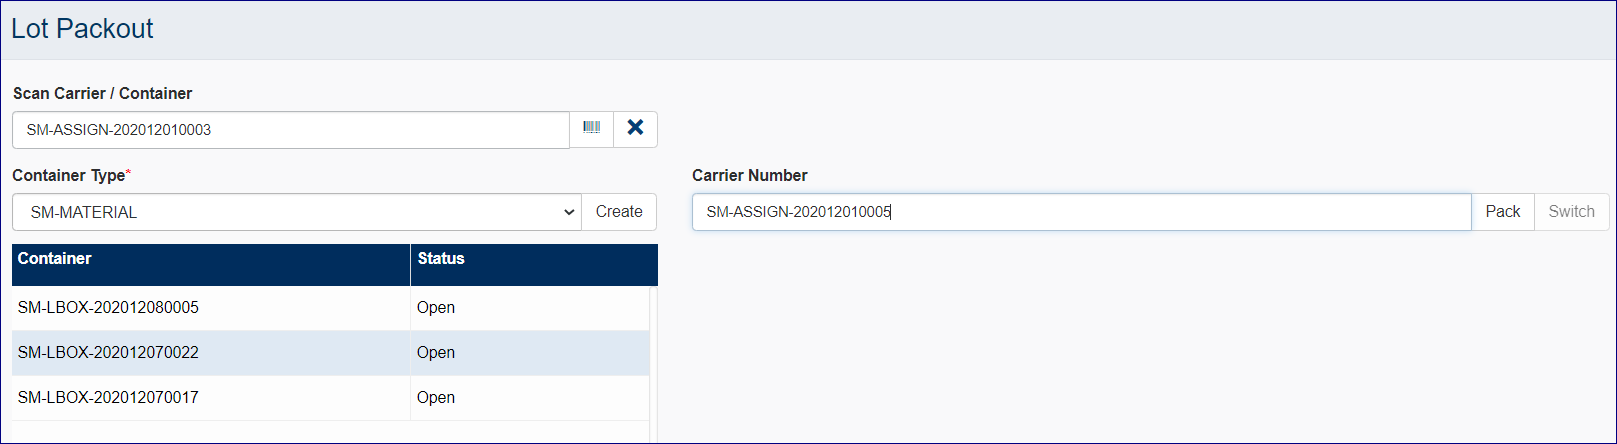 Lot Packout
Scan Carrier / Container
SM-ASSIGN-202012010003
Container Type*
SM-MATERIAL
Create
Carrier Number
SM-ASSIGN-202012010005
Pack
Switch
Container Status
SM-LBOX-202012080005 Open
SM-LBOX-202012070022 Open
SM-LBOX-202012070017 Open